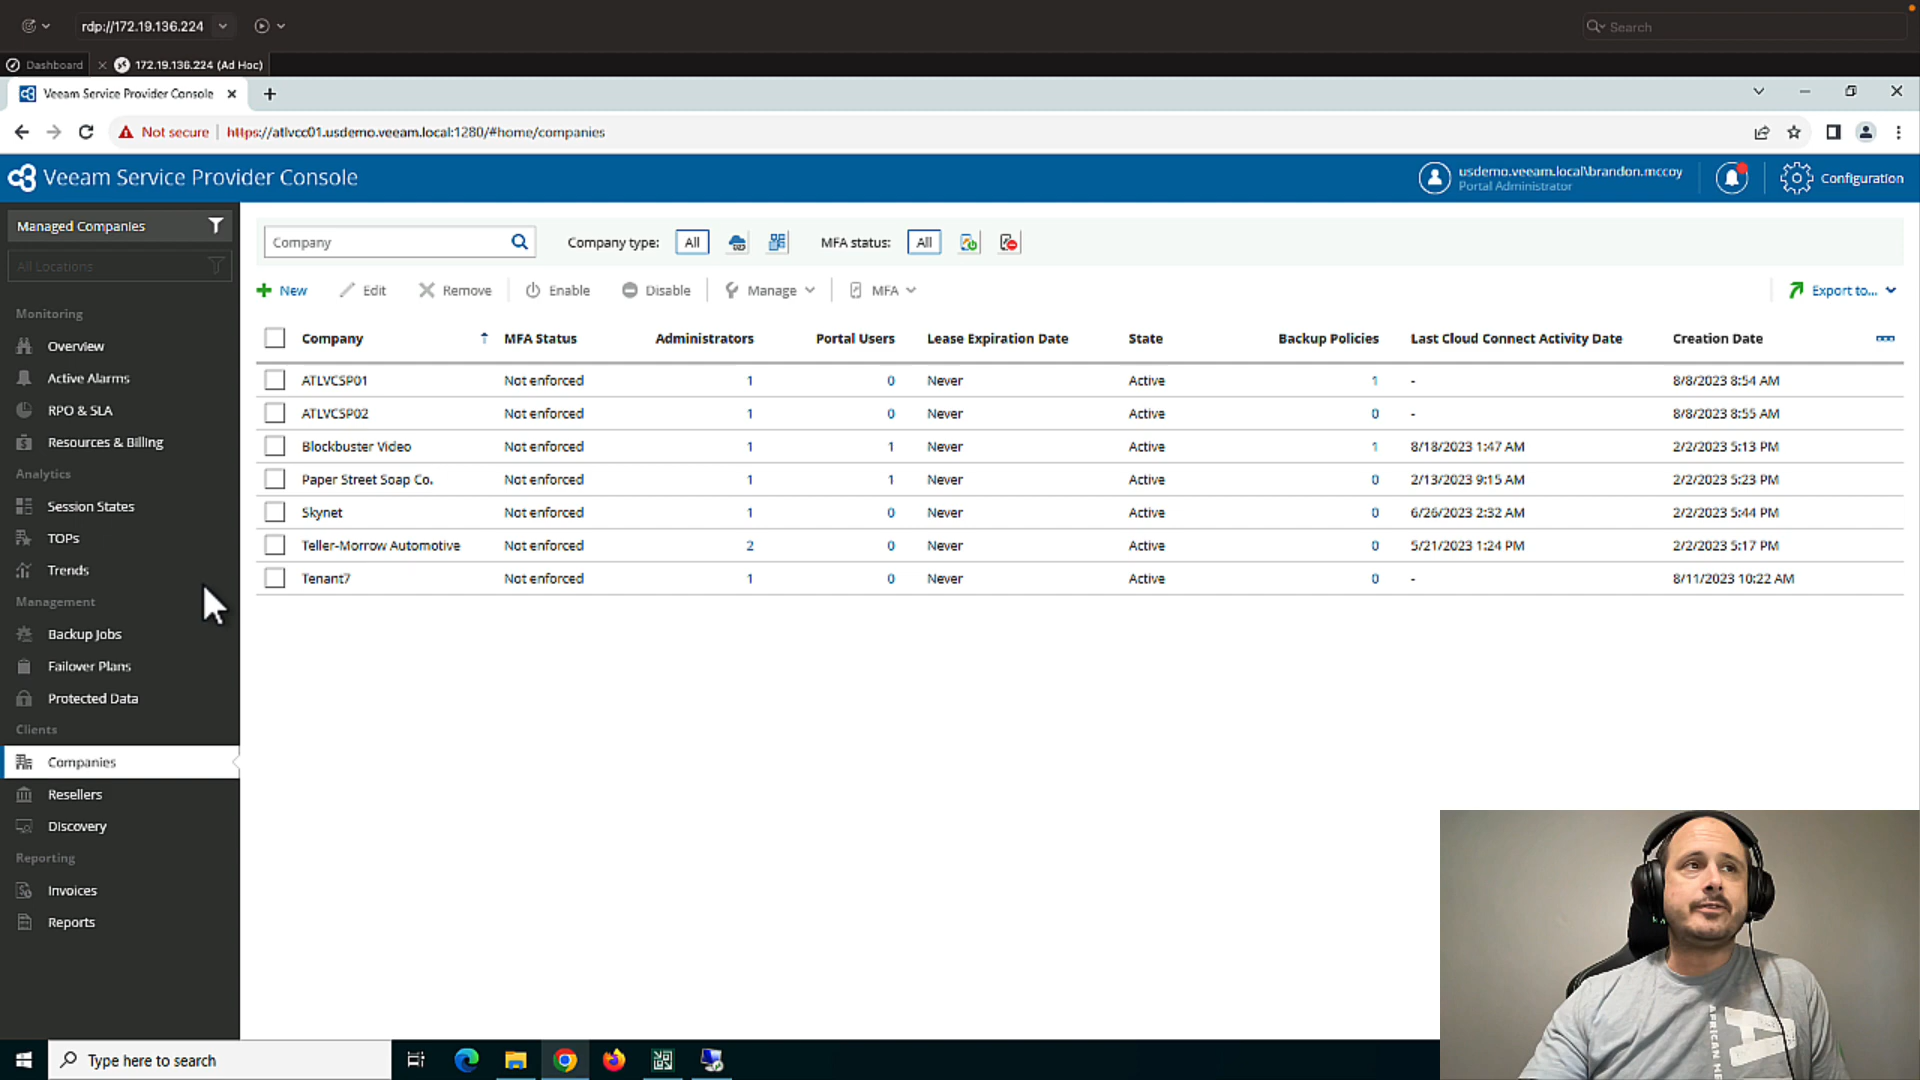 rdp://172.19.136.224
Search
Dashboard
172.19.136.224 (Ad Hoc)
Veeam Service Provider Console
Not secure
https://atlvcc01.usdemo.veeam.local:1280/#home/companies
Veeam Service Provider Console
usdemo.veeam.local\brandon.mccoy
Portal Administrator
Configuration
Managed Companies
All Locations
Monitoring
Overview
Active Alarms
RPO & SLA
Resources & Billing
Analytics
Session States
TOPs
Trends
Management
Backup Jobs
Failover Plans
Protected Data
Clients
Companies
Resellers
Discovery
Reporting
Invoices
Reports
Company
Company type: All
MFA status: All
New Edit Remove Enable Disable Manage MFA Export to...
Company MFA Status Administrators Portal Users Lease Expiration Date State Backup Policies Last Cloud Connect Activity Date Creation Date
ATLVCSP01 Not enforced 1 0 Never Active 1 - 8/8/2023 8:54 AM
ATLVCSP02 Not enforced 1 0 Never Active 0 - 8/8/2023 8:55 AM
Blockbuster Video Not enforced 1 1 Never Active 1 8/18/2023 1:47 AM 2/2/2023 5:13 PM
Paper Street Soap Co. Not enforced 1 1 Never Active 0 2/13/2023 9:15 AM 2/2/2023 5:23 PM
Skynet Not enforced 1 0 Never Active 0 6/26/2023 2:32 AM 2/2/2023 5:44 PM
Teller-Morrow Automotive Not enforced 2 0 Never Active 0 5/21/2023 1:24 PM 2/2/2023 5:17 PM
Tenant7 Not enforced 1 0 Never Active 0 - 8/11/2023 10:22 AM
Type here to search